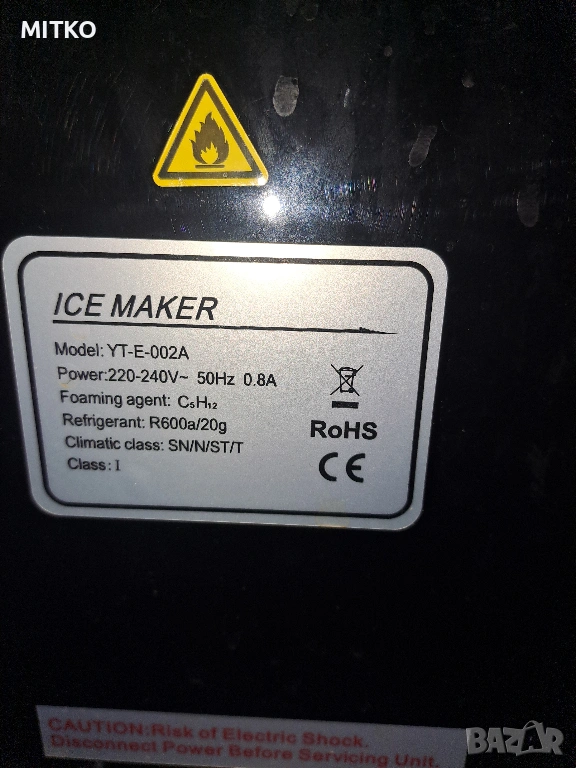 MITKO
ICE MAKER
Model: YT-E-002A
Power:220-240V~ 50Hz 0.8A
Foaming agent: C₅H₁₂
Refrigerant: R600a/20g
Climatic class: SN/N/ST/T
Class: I
RoHS
CE
CAUTION:Risk of Electric Shock.
Disconnect Power Before Servicing Unit.
BAZAR